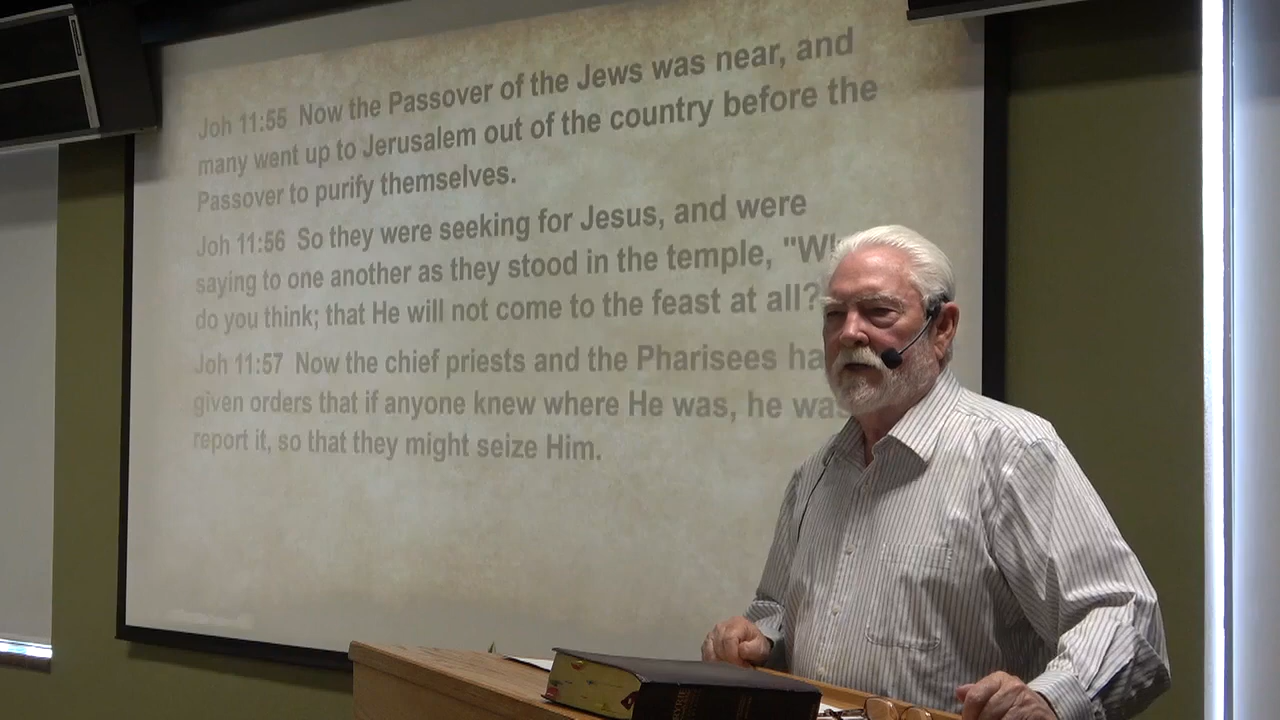 Joh 11:55 Now the Passover of the Jews was near, and
many went up to Jerusalem out of the country before the
Passover to purify themselves.
Joh 11:56 So they were seeking for Jesus, and were
saying to one another as they stood in the temple, "Wh
do you think; that He will not come to the feast at all?
Joh 11:57 Now the chief priests and the Pharisees ha
given orders that if anyone knew where He was, he was
report it, so that they might seize Him.